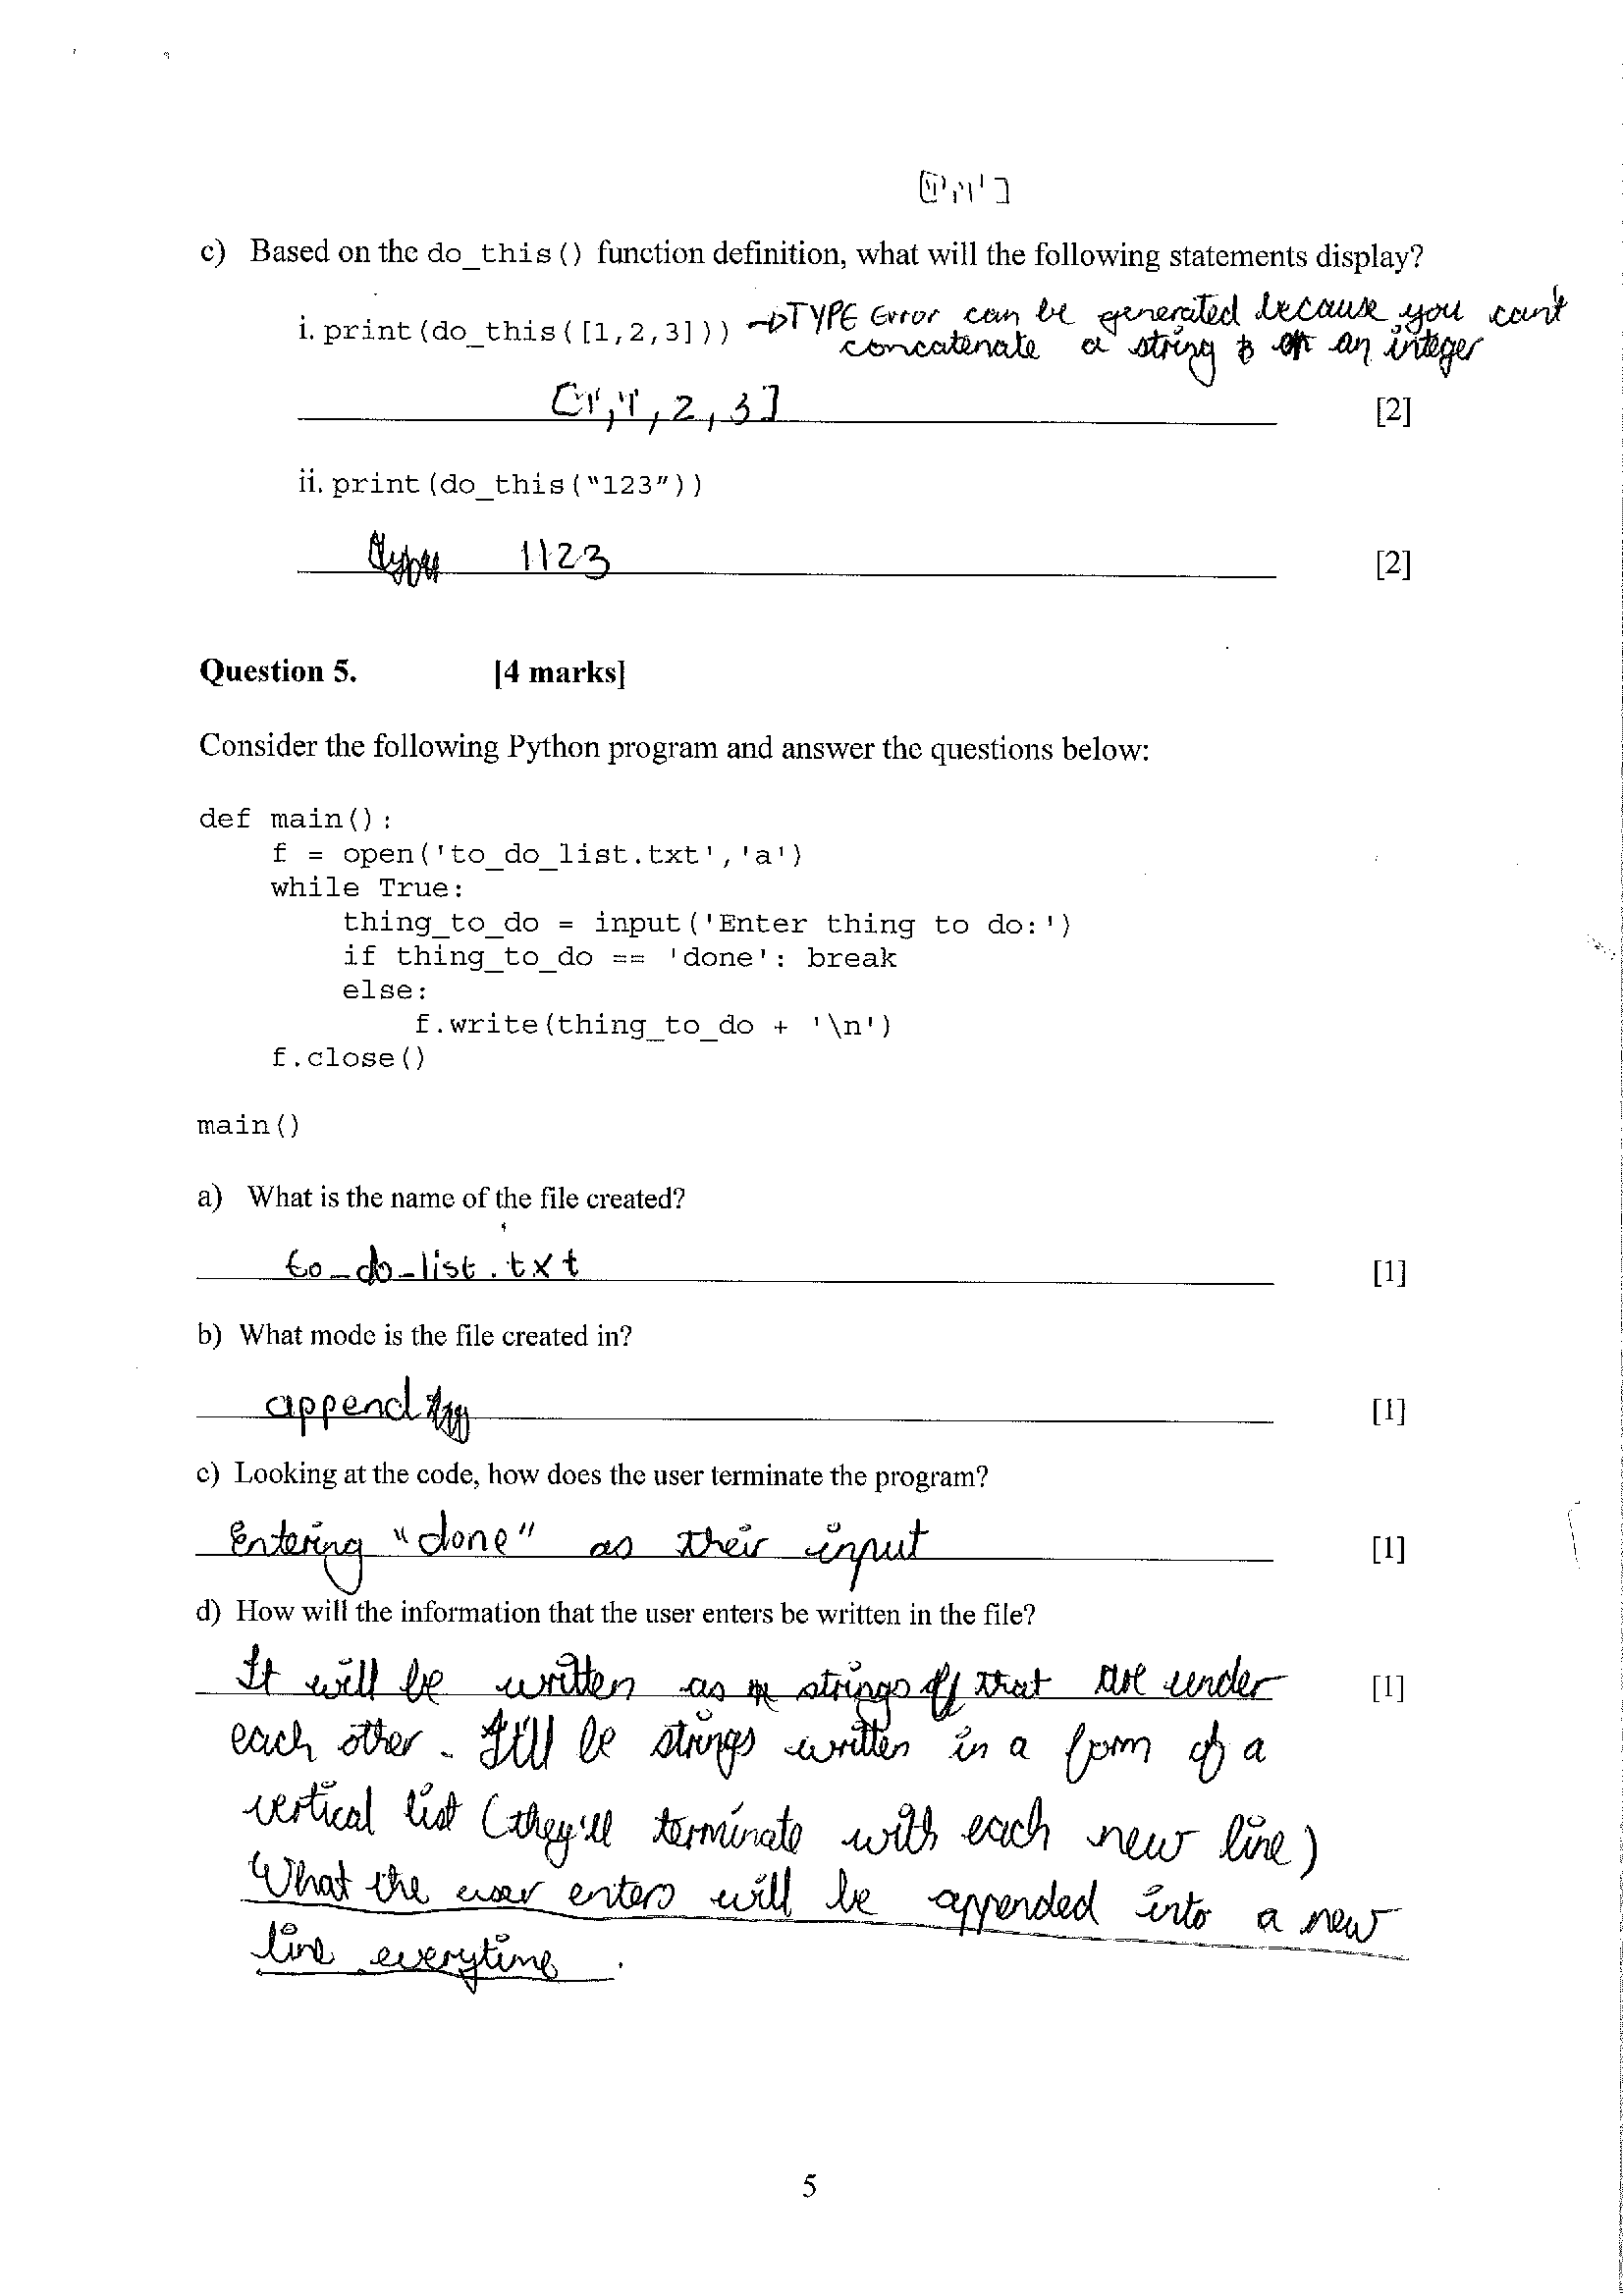 c) Based on the do_this() function definition, what will the following statements display?
i. print(do_this([1,2,3])) → TYPE Error can be generated because you can't
concatenate a string to an integer
['1','1', 2, 3] [2]
ii. print(do_this("123"))
1123 [2]
Question 5. [4 marks]
Consider the following Python program and answer the questions below:
def main():
f = open('to_do_list.txt','a')
while True:
thing_to_do = input('Enter thing to do:')
if thing_to_do == 'done': break
else:
f.write(thing_to_do + '\n')
f.close()
main()
a) What is the name of the file created?
to_do_list.txt [1]
b) What mode is the file created in?
append [1]
c) Looking at the code, how does the user terminate the program?
Entering "done" as their input [1]
d) How will the information that the user enters be written in the file?
It will be written as strings that are under [1]
each other. It'll be strings written in a form of a
vertical list (they'll terminate with each new line)
What the user enters will be appended into a new
line everytime.
5